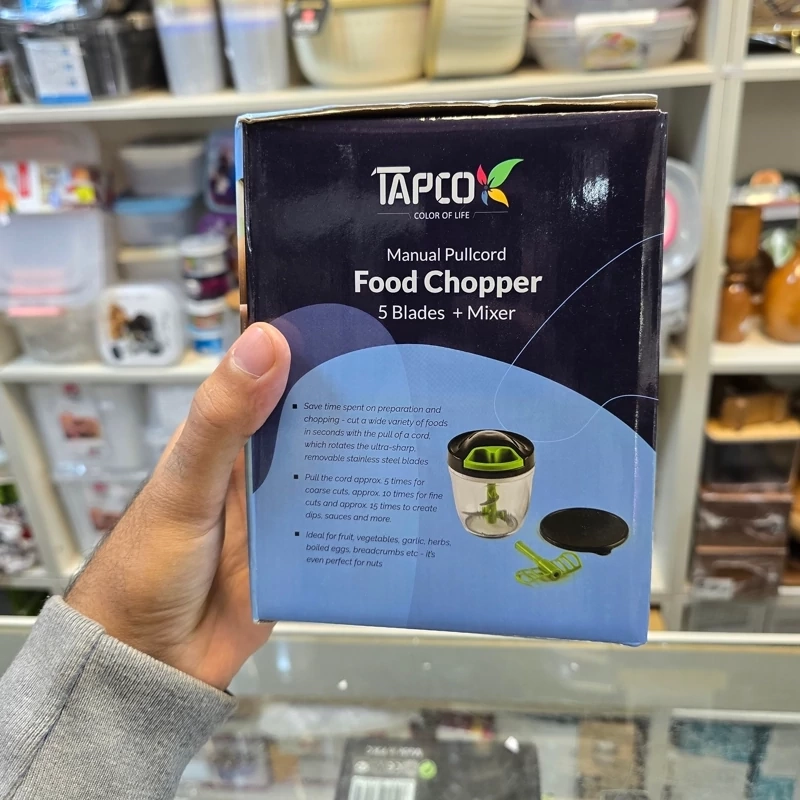 TAPCO
COLOR OF LIFE
Manual Pullcord
Food Chopper
5 Blades + Mixer
Save time spent on preparation and
chopping - cut a wide variety of foods
in seconds with the pull of a cord,
which rotates the ultra-sharp,
removable stainless steel blades
Pull the cord approx. 5 times for
coarse cuts, approx. 10 times for fine
cuts and approx. 15 times to create
dips, sauces and more.
Ideal for fruit, vegetables, garlic, herbs,
boiled eggs, breadcrumbs etc - it's
even perfect for nuts